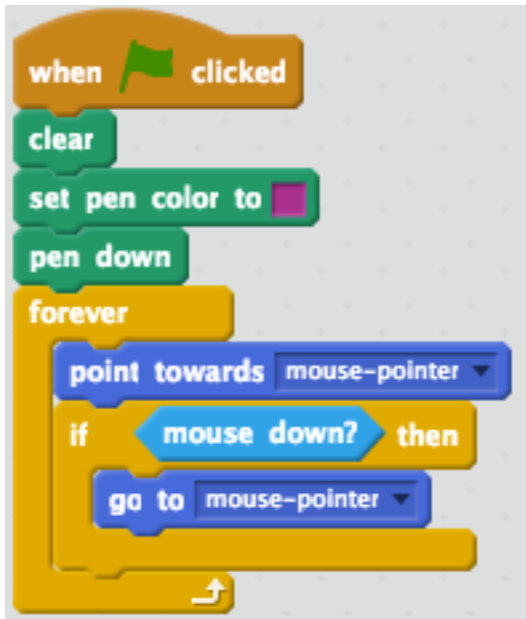 when clicked
clear
set pen color to
pen down
forever
point towards mouse-pointer
if mouse down? then
go to mouse-pointer